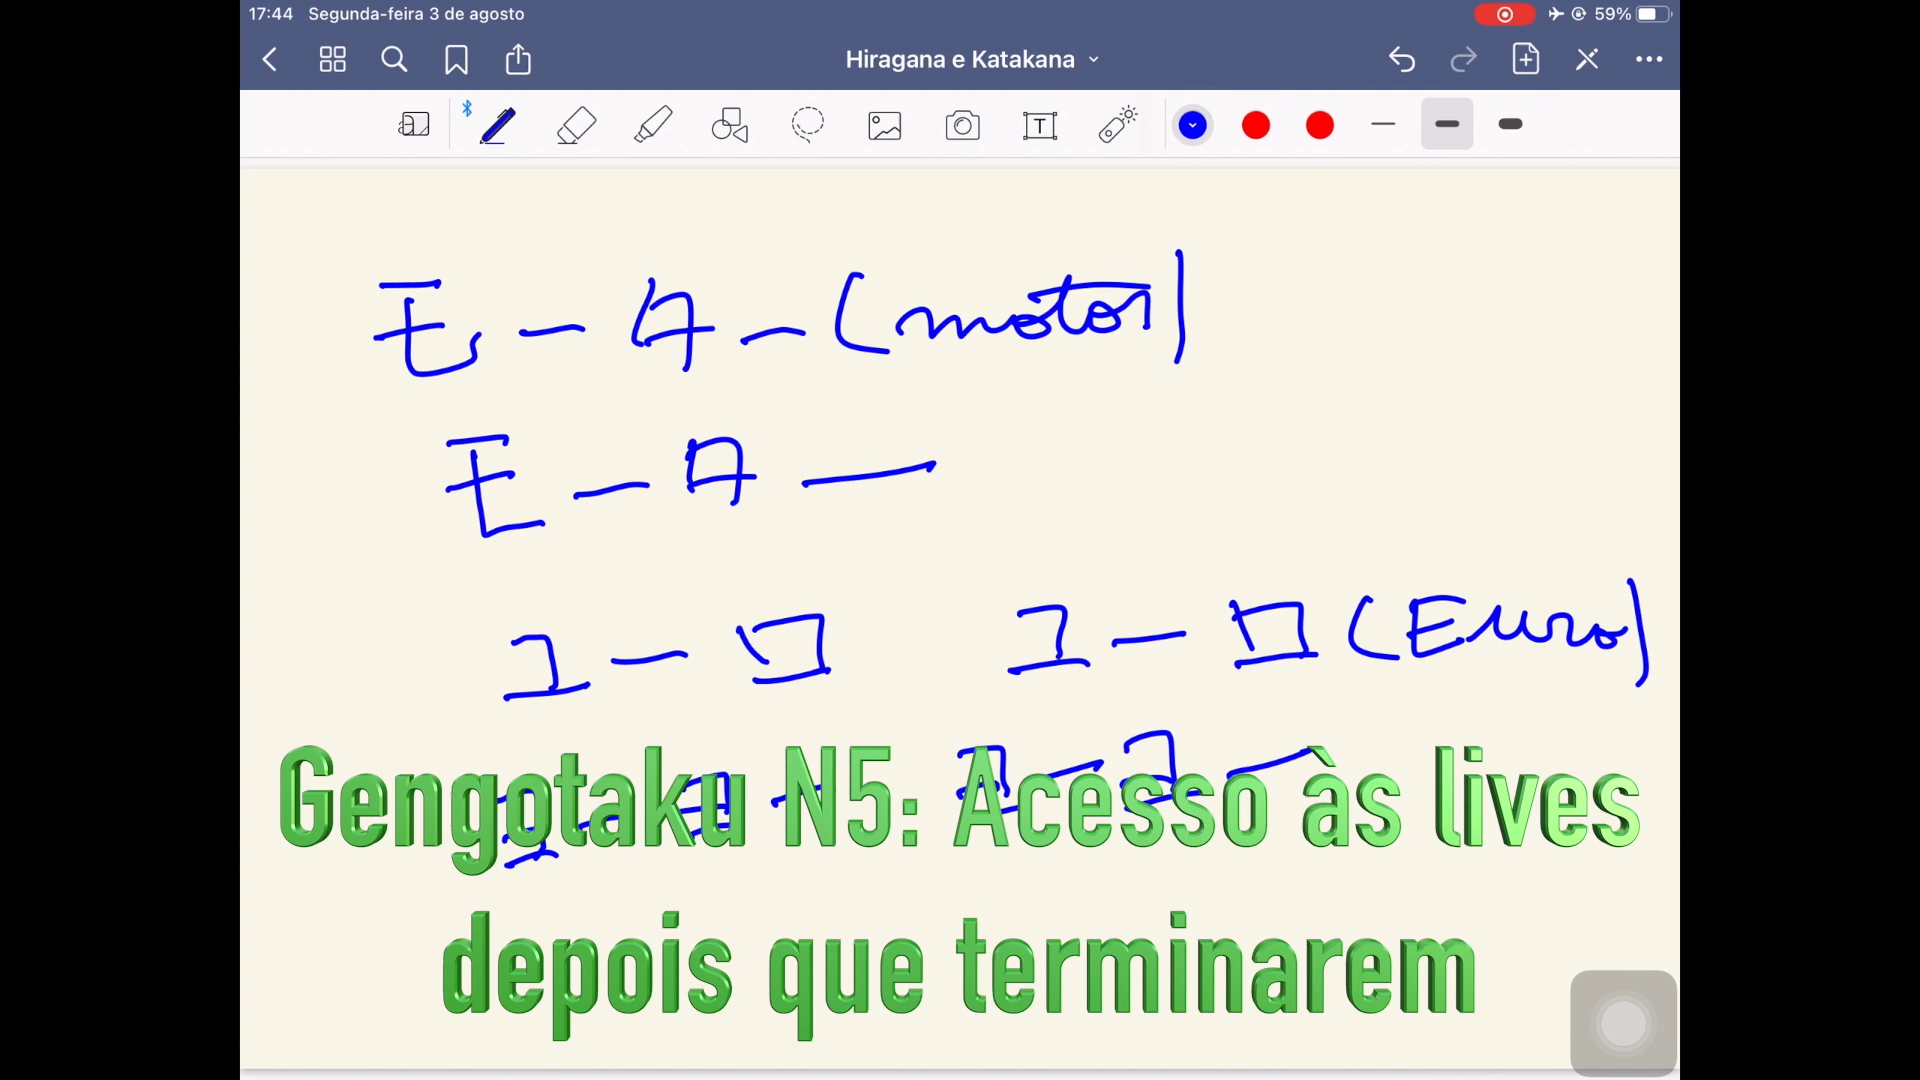 17:44 Segunda-feira 3 de agosto 59%
Hiragana e Katakana
モーター (motor)
モーター
ユーロ ユーロ (Euro)
Gengotaku N5: Acesso às lives
depois que terminarem